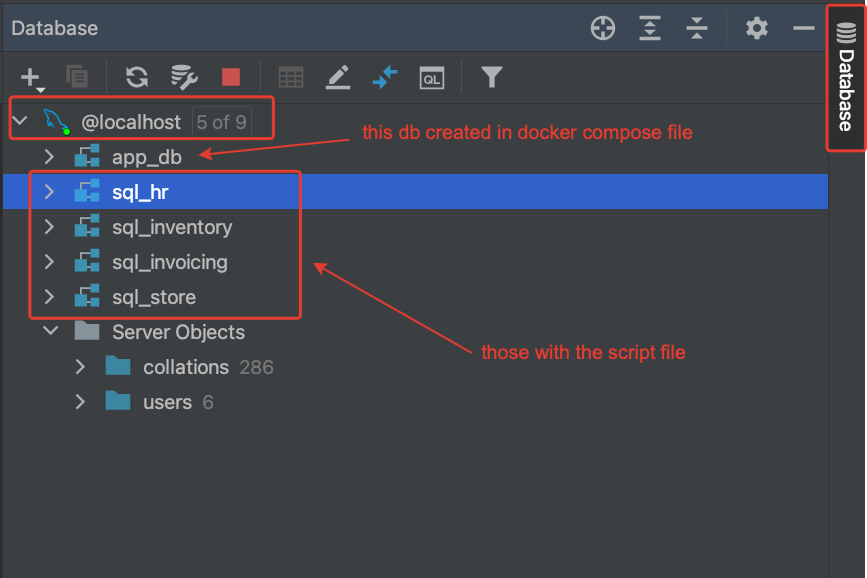 Database
QL
@localhost 5 of 9
this db created in docker compose file
app_db
sql_hr
sql_inventory
sql_invoicing
sql_store
Server Objects
those with the script file
collations 286
users 6
Database